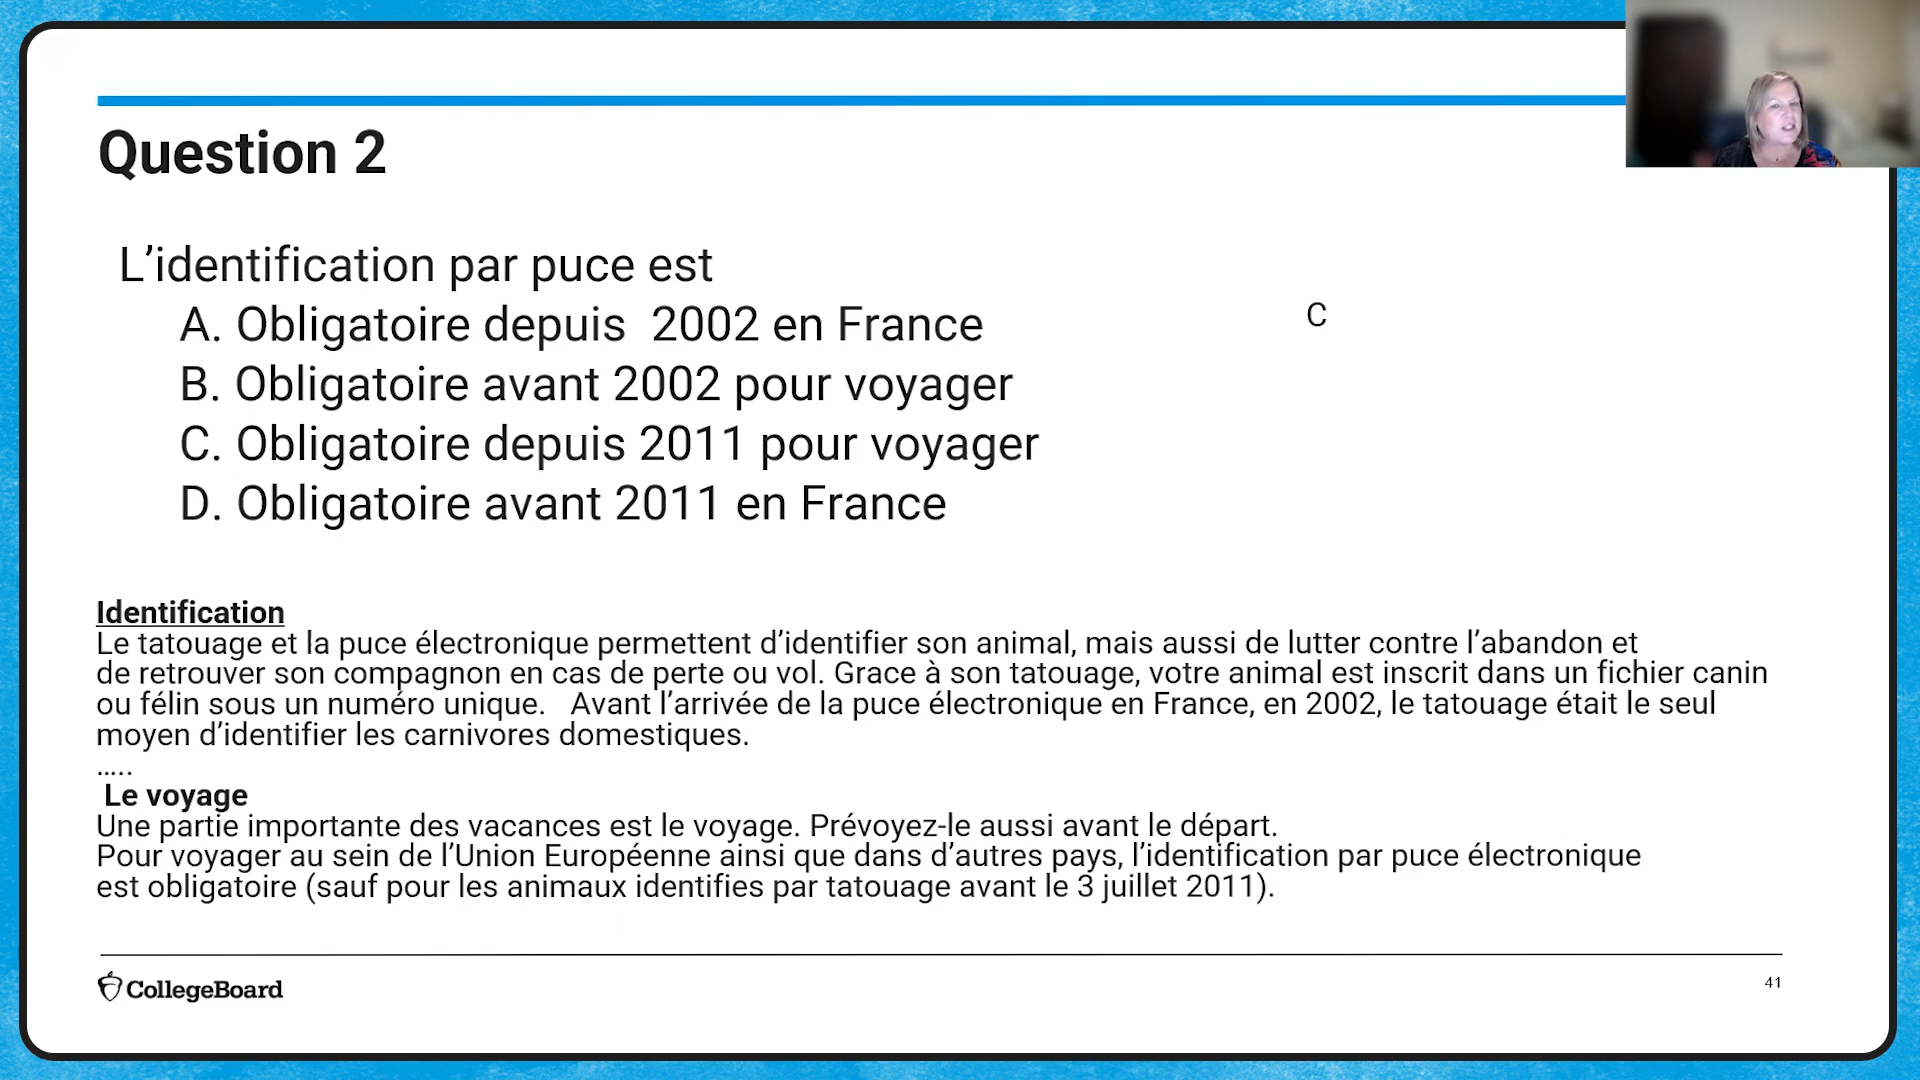 Question 2
L’identification par puce est
A. Obligatoire depuis  2002 en France
B. Obligatoire avant 2002 pour voyager
C. Obligatoire depuis 2011 pour voyager
D. Obligatoire avant 2011 en France
C
Identification
Le tatouage et la puce électronique permettent d’identifier son animal, mais aussi de lutter contre l’abandon et
de retrouver son compagnon en cas de perte ou vol. Grace à son tatouage, votre animal est inscrit dans un fichier canin
ou félin sous un numéro unique.   Avant l’arrivée de la puce électronique en France, en 2002, le tatouage était le seul
moyen d’identifier les carnivores domestiques.
…..
Le voyage
Une partie importante des vacances est le voyage. Prévoyez-le aussi avant le départ.
Pour voyager au sein de l’Union Européenne ainsi que dans d’autres pays, l’identification par puce électronique
est obligatoire (sauf pour les animaux identifies par tatouage avant le 3 juillet 2011).
CollegeBoard
41